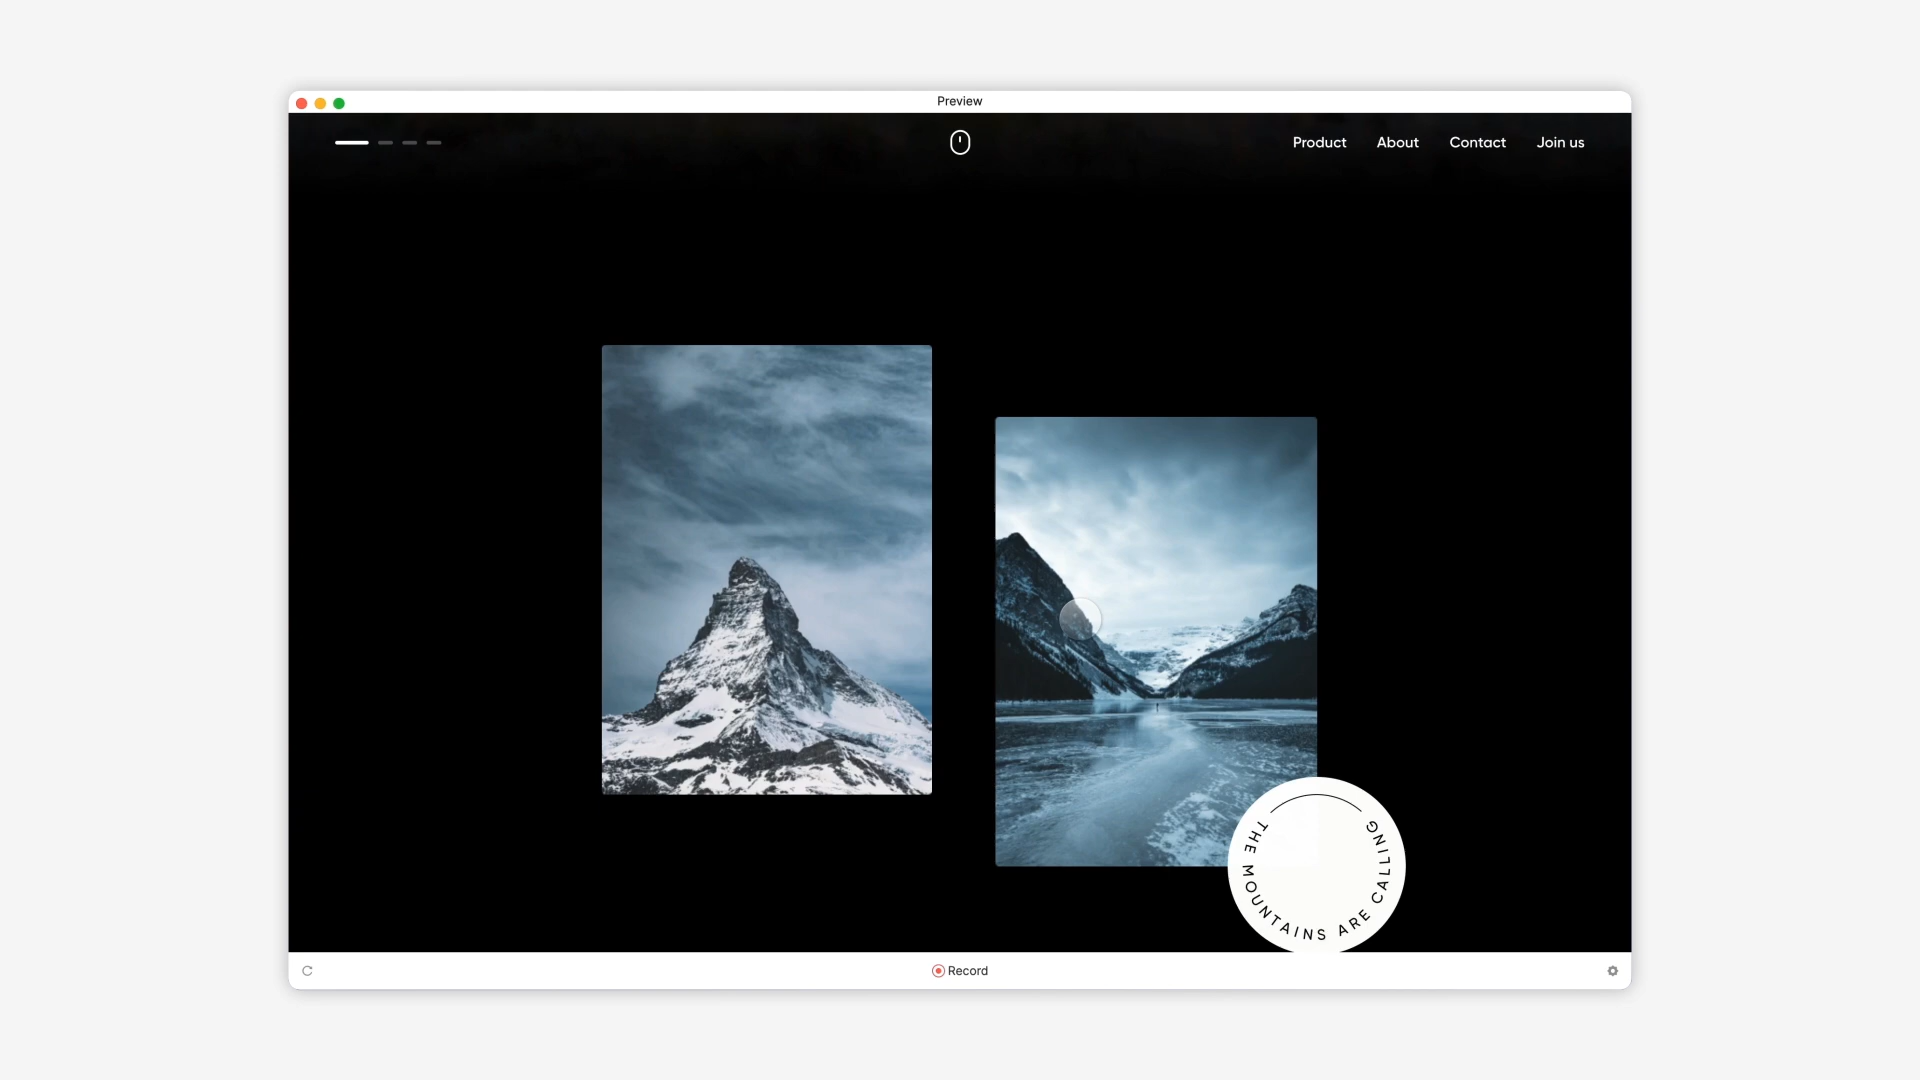 Preview
Product About Contact Join us
THE MOUNTAINS ARE CALLING
Record